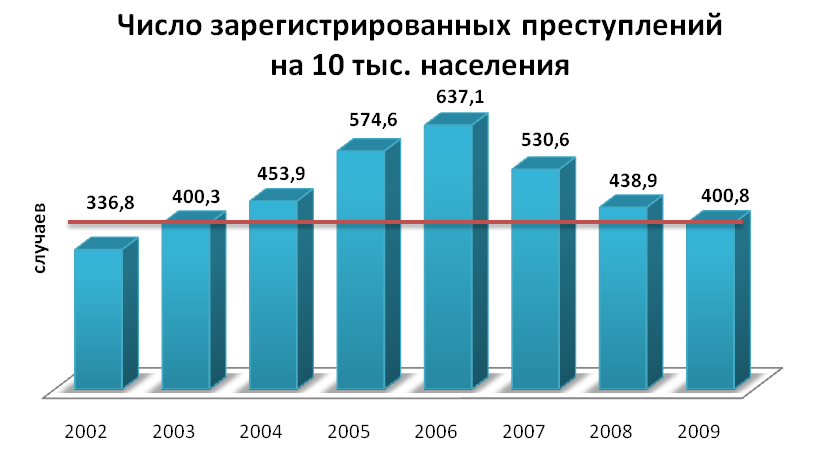 Число зарегистрированных преступлений
на 10 тыс. населения
637,1
574,6
530,6
453,9
438,9
400,3
400,8
336,8
случаев
2002 2003 2004 2005 2006 2007 2008 2009